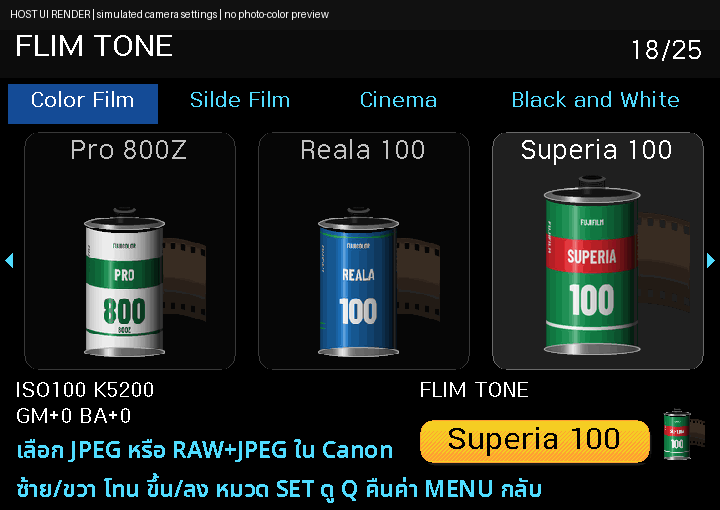 HOST UI RENDER | simulated camera settings | no photo-color preview
FLIM TONE
18/25
Color Film
Silde Film
Cinema
Black and White
Pro 800Z
Reala 100
Superia 100
FUJICOLOR
PRO
800
800Z
FUJICOLOR
REALA
100
FUJIFILM
SUPERIA
100
ISO100 K5200
GM+0 BA+0
FLIM TONE
Superia 100
SUPERIA
100
เลือก JPEG หรือ RAW+JPEG ใน Canon
ซ้าย/ขวา โทน ขึ้น/ลง หมวด SET ดู Q คืนค่า MENU กลับ